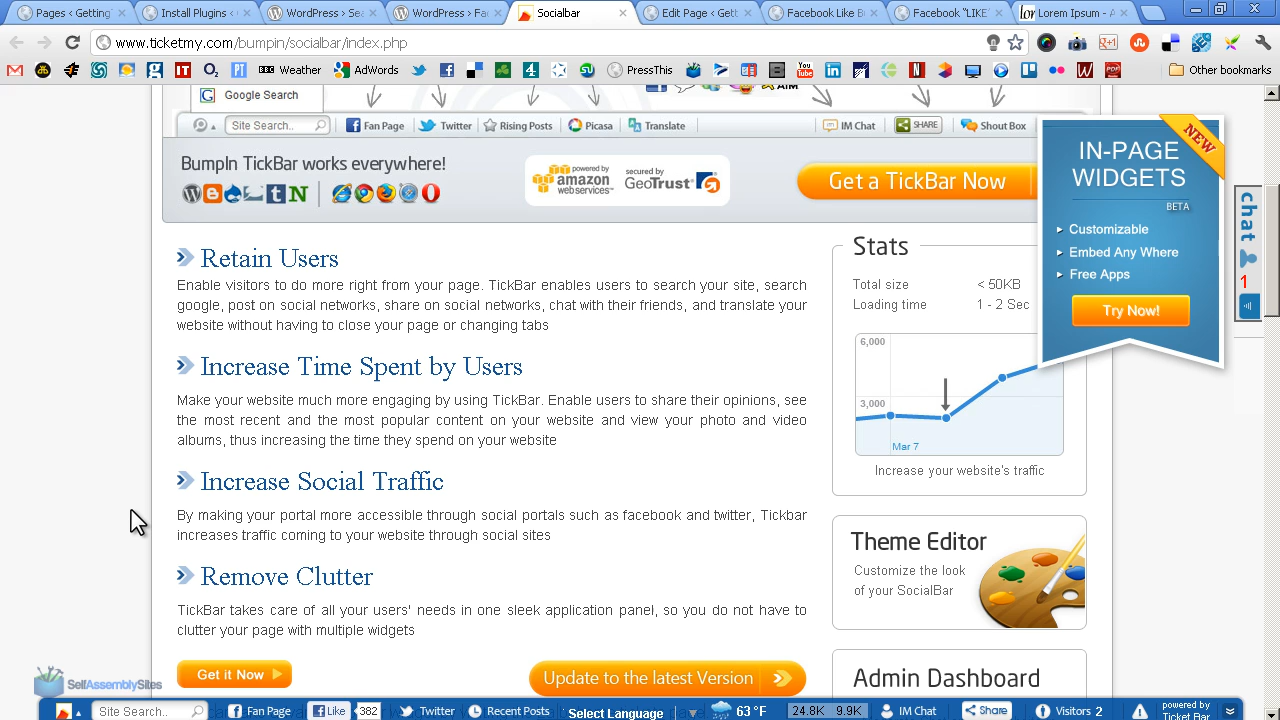 Pages ‹ Getting
Install Plugins ‹
WordPress › Se
WordPress › Fa
Socialbar
Edit Page ‹ Gett
Facebook Like B
Facebook "LIKE"
Lorem Ipsum - A
www.ticketmy.com/bumpin/socialbar/index.php
BBC Weather
AdWords
PressThis
Other bookmarks
Google Search
AIM
Site Search..
Fan Page
Twitter
Rising Posts
Picasa
Translate
IM Chat
SHARE
Shout Box
BumpIn TickBar works everywhere!
powered by
amazon
webservices™
secured by
GeoTrust
Get a TickBar Now
NEW
IN-PAGE
WIDGETS
BETA
Customizable
Embed Any Where
Free Apps
Try Now!
chat
1
Retain Users
Enable visitors to do more right from your page. TickBar enables users to search your site, search
google, post on social networks, share on social networks chat with their friends, and translate your
website without having to close your page or changing tabs
Increase Time Spent by Users
Make your website much more engaging by using TickBar. Enable users to share their opinions, see
the most recent and the most popular content on your website and view your photo and video
albums, thus increasing the time they spend on your website
Increase Social Traffic
By making your portal more accessible through social portals such as facebook and twitter, Tickbar
increases traffic coming to your website through social sites
Remove Clutter
TickBar takes care of all your users' needs in one sleek application panel, so you do not have to
clutter your page with multiple widgets
Get it Now
Update to the latest Version
Stats
Total size < 50KB
Loading time 1 - 2 Sec
6,000
3,000
Mar 7
Increase your website's traffic
Theme Editor
Customize the look
of your SocialBar
Admin Dashboard
SelfAssemblySites
Site Search..
Fan Page
Like
382
Twitter
Recent Posts
Select Language
63 °F
24.8K 9.9K
IM Chat
Share
Visitors 2
powered by
Ticket Bar